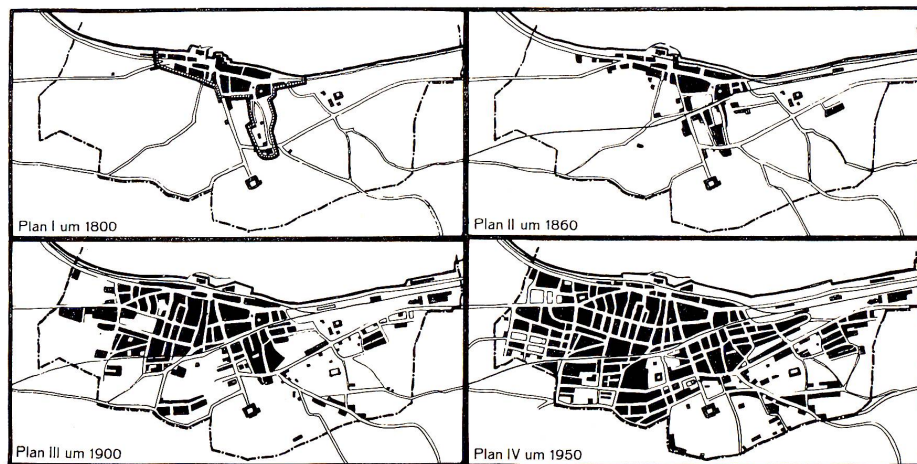 Plan I um 1800
Plan II um 1860
Plan III um 1900
Plan IV um 1950